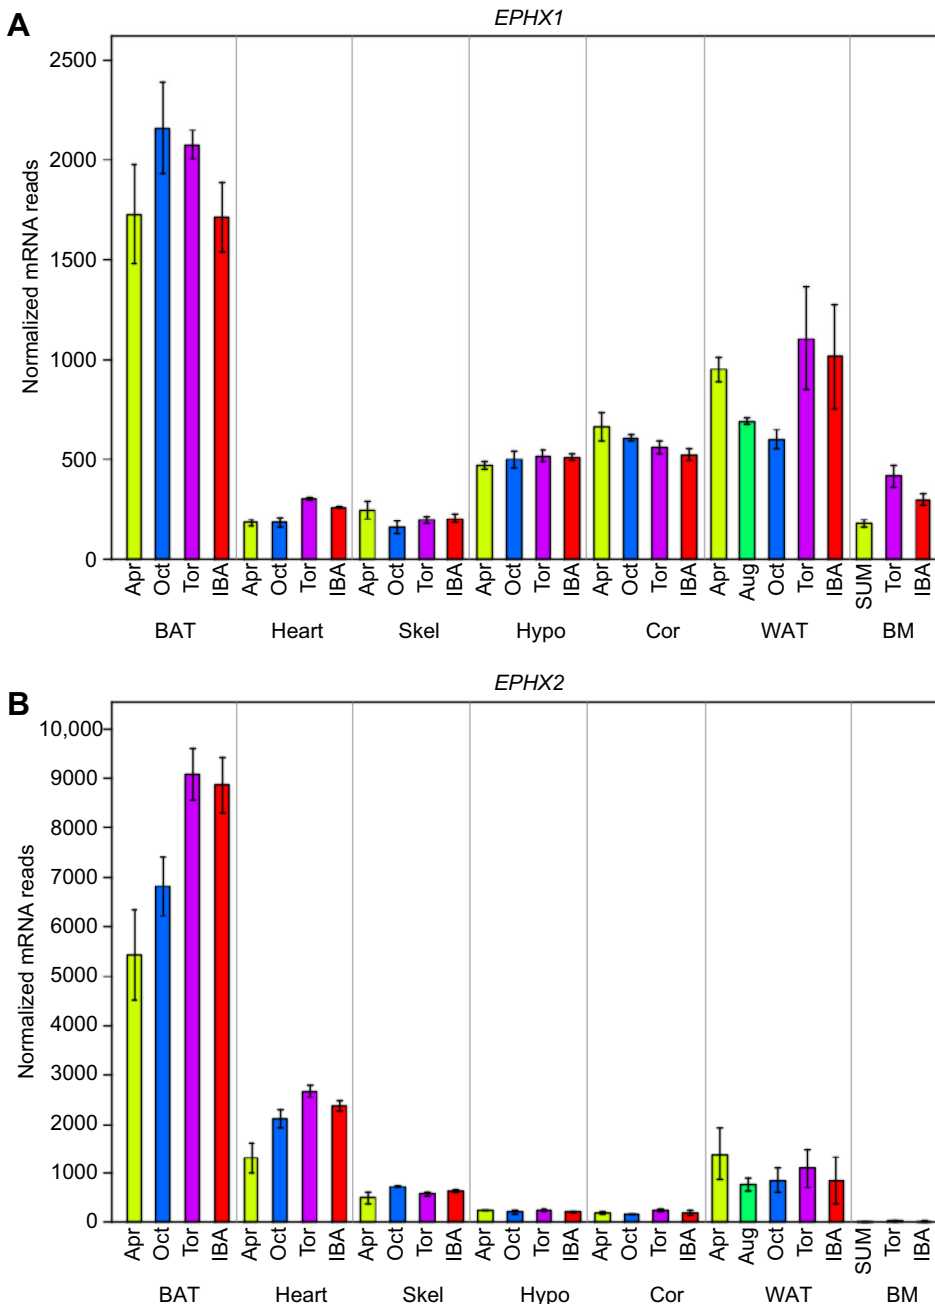 A
EPHX1
Normalized mRNA reads
2500
2000
1500
1000
500
0
Apr Oct Tor IBA Apr Oct Tor IBA Apr Oct Tor IBA Apr Oct Tor IBA Apr Oct Tor IBA Apr Aug Oct Tor IBA SUM Tor IBA
BAT Heart Skel Hypo Cor WAT BM
B
EPHX2
Normalized mRNA reads
10,000
9000
8000
7000
6000
5000
4000
3000
2000
1000
0
Apr Oct Tor IBA Apr Oct Tor IBA Apr Oct Tor IBA Apr Oct Tor IBA Apr Oct Tor IBA Apr Aug Oct Tor IBA SUM Tor IBA
BAT Heart Skel Hypo Cor WAT BM